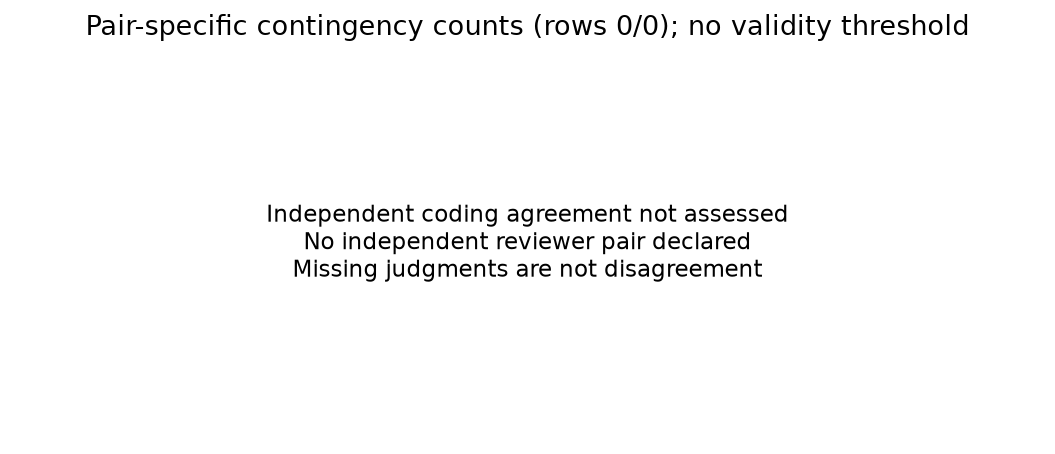 Pair-specific contingency counts (rows 0/0); no validity threshold
Independent coding agreement not assessed
No independent reviewer pair declared
Missing judgments are not disagreement